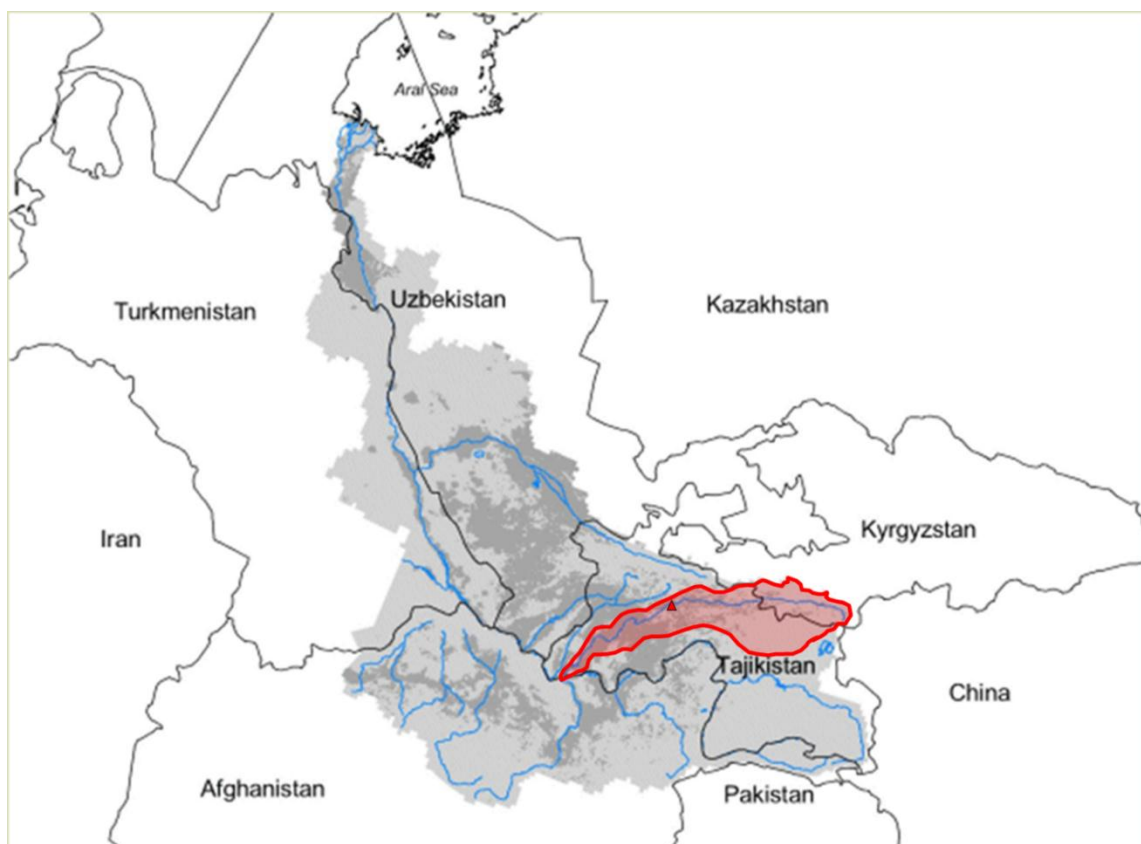 Aral Sea
Uzbekistan
Kazakhstan
Turkmenistan
Iran
Kyrgyzstan
Tajikistan
China
Afghanistan
Pakistan